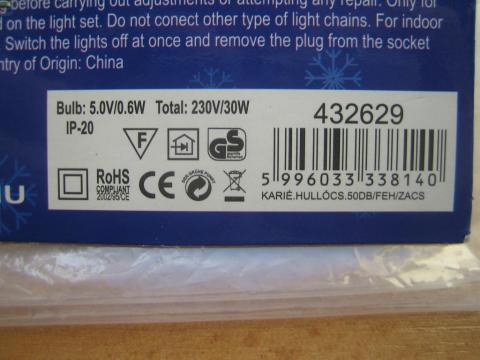 before carrying out adjustments or attempting any repair. Only for
d on the light set. Do not conect other type of light chains. For indoor
. Switch the lights off at once and remove the plug from the socket
ntry of Origin: China
Bulb: 5.0V/0.6W Total: 230V/30W
IP-20
F
GS
432629
RoHS
COMPLIANT
2002/95/CE
CE
DER GRÜNE PUNKT
5 996033 338140
KARIÉ.HULLÓCS.50DB/FEH/ZACS